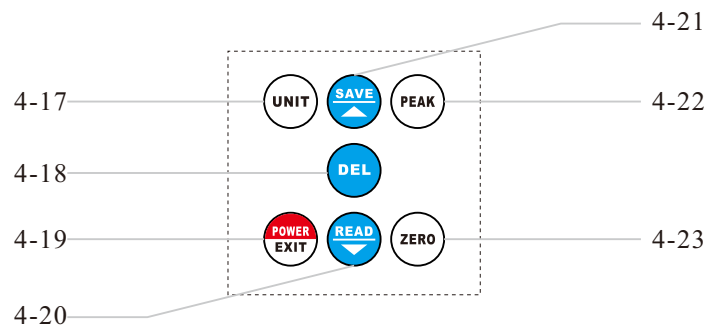 4-21
SAVE
4-17 UNIT PEAK 4-22
4-18 DEL
POWER READ
4-19 EXIT ZERO 4-23
4-20